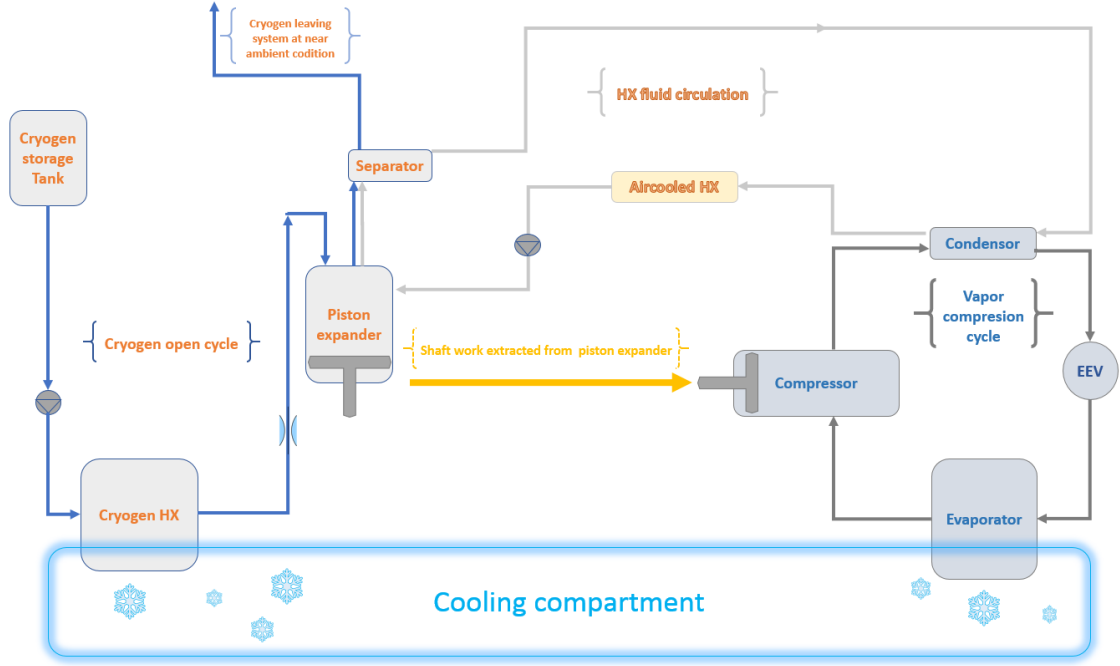 Cryogen leaving
system at near
ambient codition
HX fluid circulation
Cryogen
storage
Tank
Separator
Aircooled HX
Condensor
Piston
expander
Vapor
compresion
cycle
Cryogen open cycle
Shaft work extracted from piston expander
Compressor
EEV
Cryogen HX
Evaporator
Cooling compartment